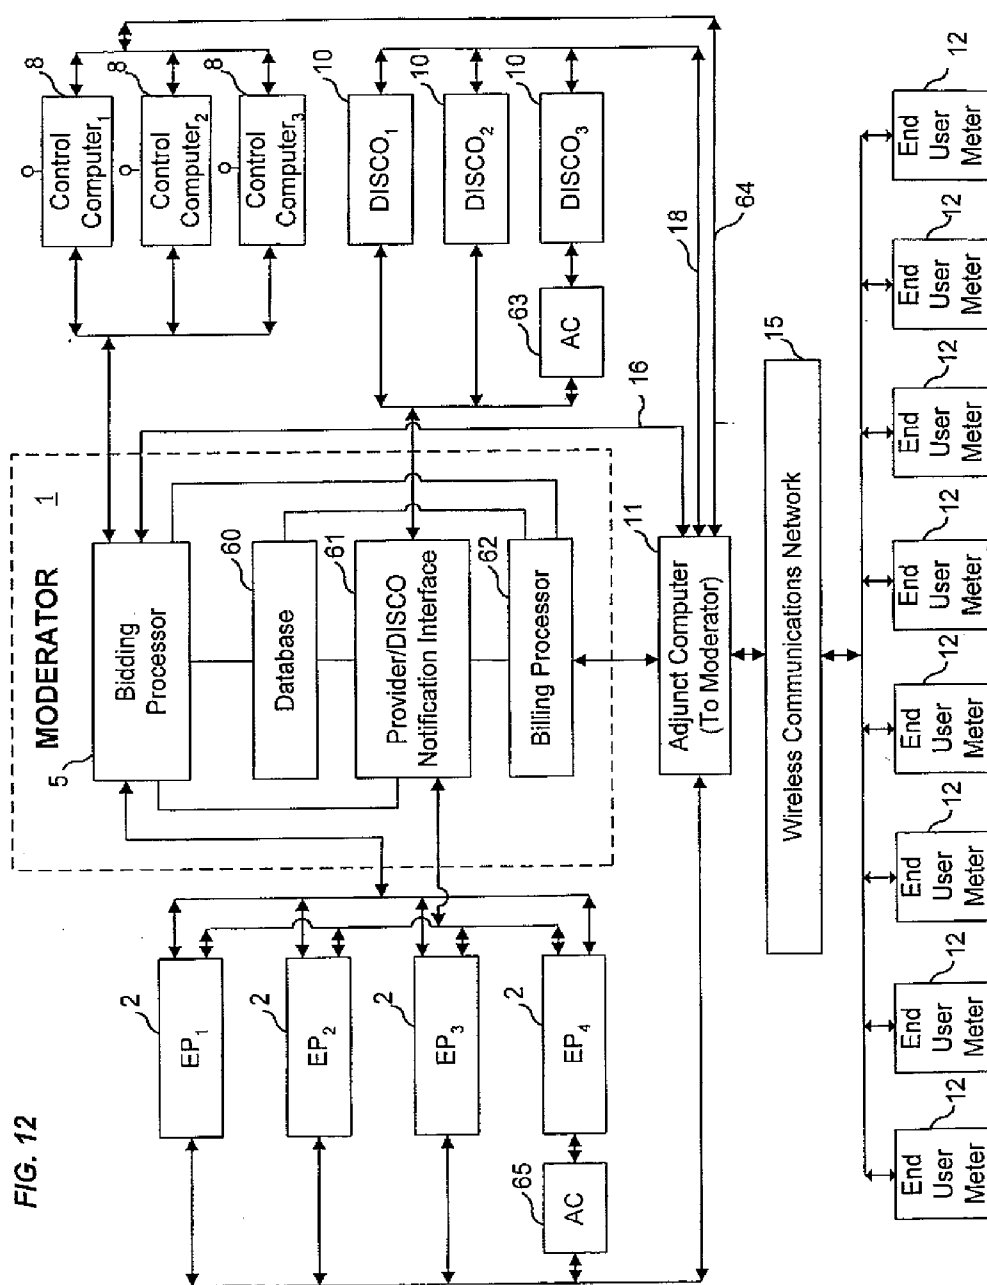 FIG. 12
MODERATOR
1
5
Bidding
Processor
60
Database
61
Provider/DISCO
Notification Interface
62
Billing Processor
2
EP1
2
EP2
2
EP3
2
EP4
65
AC
8
Control
Computer1
8
Control
Computer2
8
Control
Computer3
10
DISCO1
10
DISCO2
10
DISCO3
63
AC
16
18
64
11
Adjunct Computer
(To Moderator)
15
Wireless Communications Network
12
End
User
Meter
12
End
User
Meter
12
End
User
Meter
12
End
User
Meter
12
End
User
Meter
12
End
User
Meter
12
End
User
Meter
12
End
User
Meter